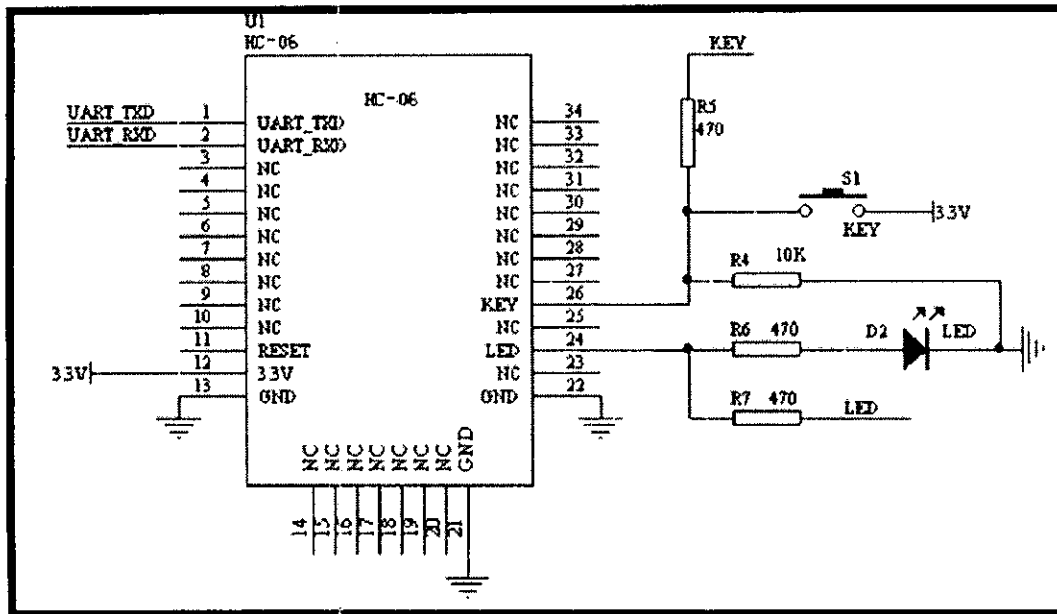 U1
HC-06
HC-06
UART_TXD 1 UART_TXD
UART_RXD 2 UART_RXD
3 NC
4 NC
5 NC
6 NC
7 NC
8 NC
9 NC
10 NC
11 RESET
3.3V 12 3.3V
13 GND
NC 34
NC 33
NC 32
NC 31
NC 30
NC 29
NC 28
NC 27
KEY 26
NC 25
LED 24
NC 23
GND 22
NC NC NC NC NC NC NC GND
14 15 16 17 18 19 20 21
KEY
R5
470
S1
KEY
3.3V
R4 10K
R6 470 D2 LED
R7 470 LED